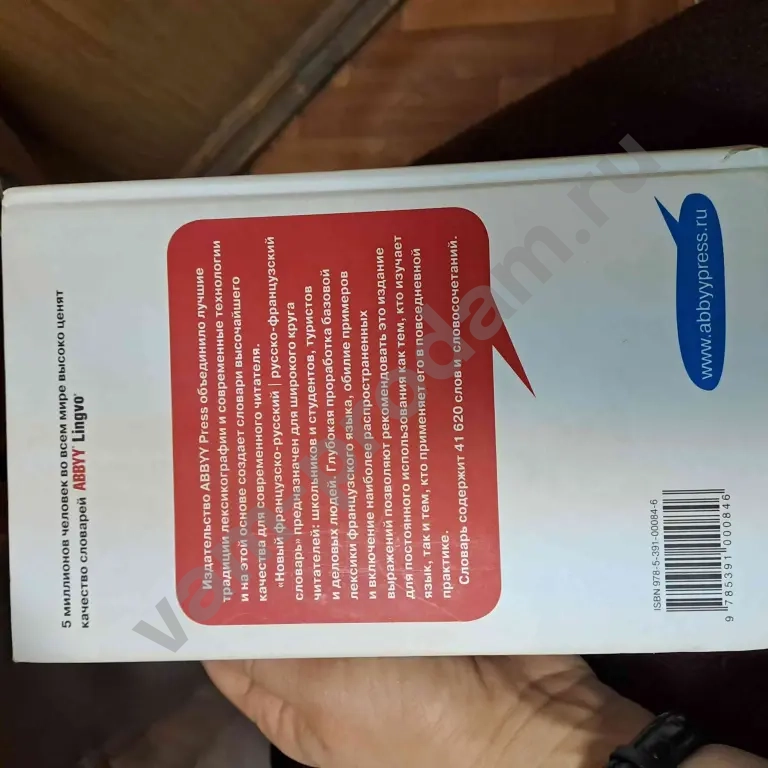 5 миллионов человек во всем мире высоко ценят
качество словарей ABBYY® Lingvo®
Издательство ABBYY Press объединило лучшие
традиции лексикографии и современные технологии
и на этой основе создает словари высочайшего
качества для современного читателя.
«Новый французско-русский | русско-французский
словарь» предназначен для широкого круга
читателей: школьников и студентов, туристов
и деловых людей. Глубокая проработка базовой
лексики французского языка, обилие примеров
и включение наиболее распространенных
выражений позволяют рекомендовать это издание
для постоянного использования как тем, кто изучает
язык, так и тем, кто применяет его в повседневной
практике.
Словарь содержит 41 620 слов и словосочетаний.
ISBN 978-5-391-00084-6
9 785391 000846
www.abbyypress.ru
vam-prodam.ru